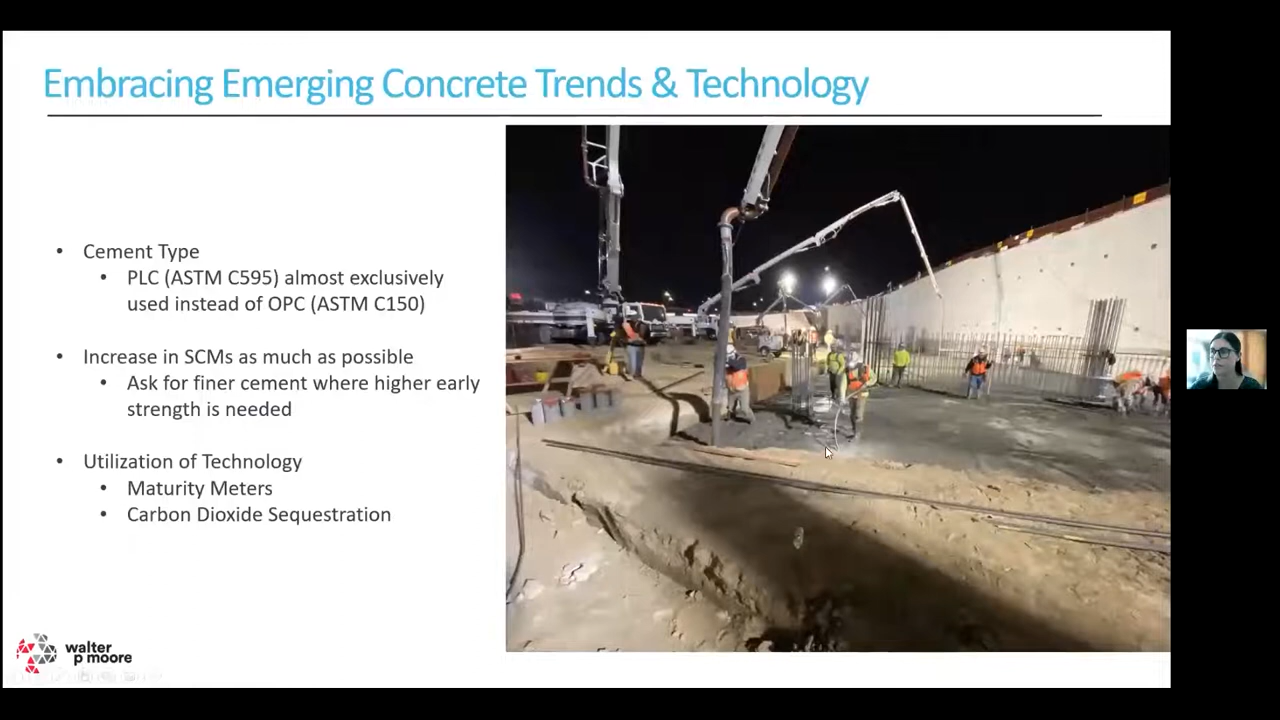 Embracing Emerging Concrete Trends & Technology
• Cement Type
• PLC (ASTM C595) almost exclusively
used instead of OPC (ASTM C150)
• Increase in SCMs as much as possible
• Ask for finer cement where higher early
strength is needed
• Utilization of Technology
• Maturity Meters
• Carbon Dioxide Sequestration
walter
p moore